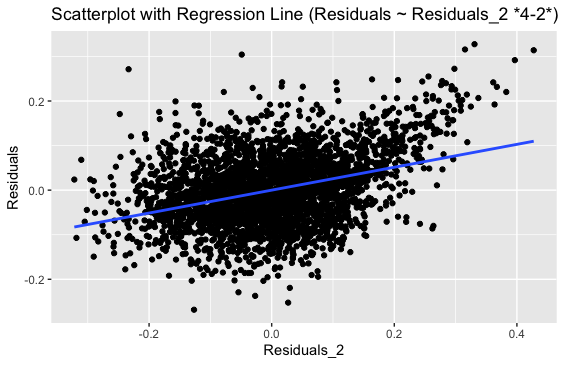 Scatterplot with Regression Line (Residuals ~ Residuals_2 *4-2*)
Residuals
0.2
0.0
-0.2
-0.2
0.0
0.2
0.4
Residuals_2